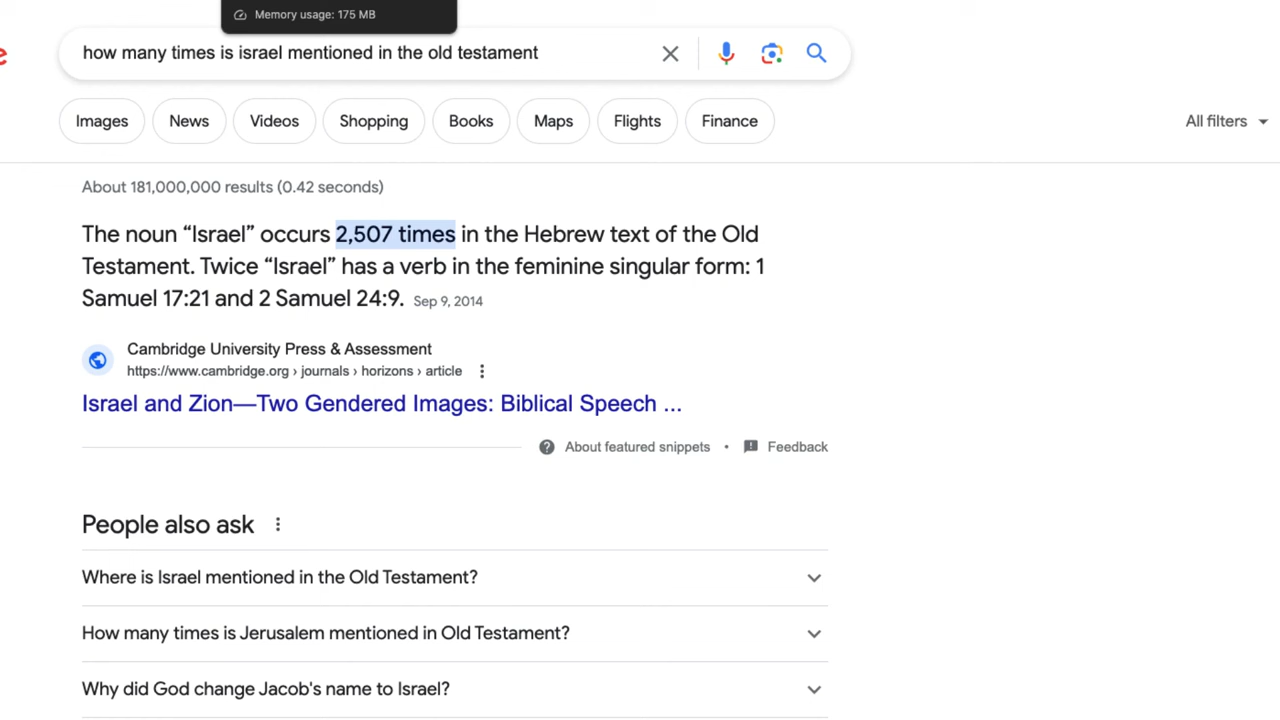 Memory usage: 175 MB
how many times is israel mentioned in the old testament
Images News Videos Shopping Books Maps Flights Finance All filters
About 181,000,000 results (0.42 seconds)
The noun “Israel” occurs 2,507 times in the Hebrew text of the Old
Testament. Twice “Israel” has a verb in the feminine singular form: 1
Samuel 17:21 and 2 Samuel 24:9. Sep 9, 2014
Cambridge University Press & Assessment
https://www.cambridge.org › journals › horizons › article
Israel and Zion—Two Gendered Images: Biblical Speech ...
About featured snippets • Feedback
People also ask
Where is Israel mentioned in the Old Testament?
How many times is Jerusalem mentioned in Old Testament?
Why did God change Jacob's name to Israel?